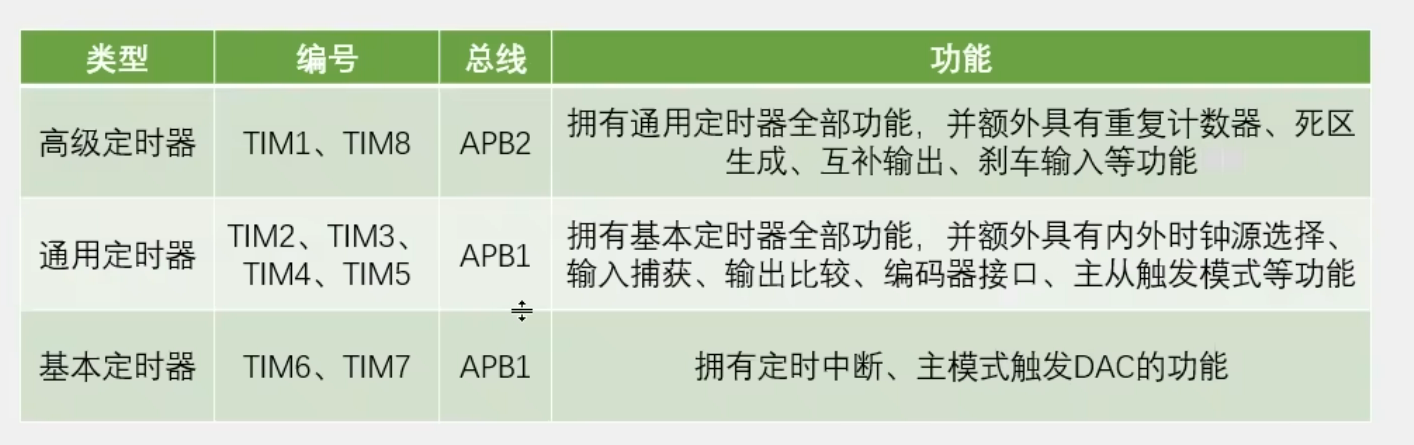 类型 编号 总线 功能
高级定时器 TIM1、TIM8 APB2 拥有通用定时器全部功能，并额外具有重复计数器、死区
生成、互补输出、刹车输入等功能
通用定时器 TIM2、TIM3、
TIM4、TIM5 APB1 拥有基本定时器全部功能，并额外具有内外时钟源选择、
输入捕获、输出比较、编码器接口、主从触发模式等功能
基本定时器 TIM6、TIM7 APB1 拥有定时中断、主模式触发DAC的功能